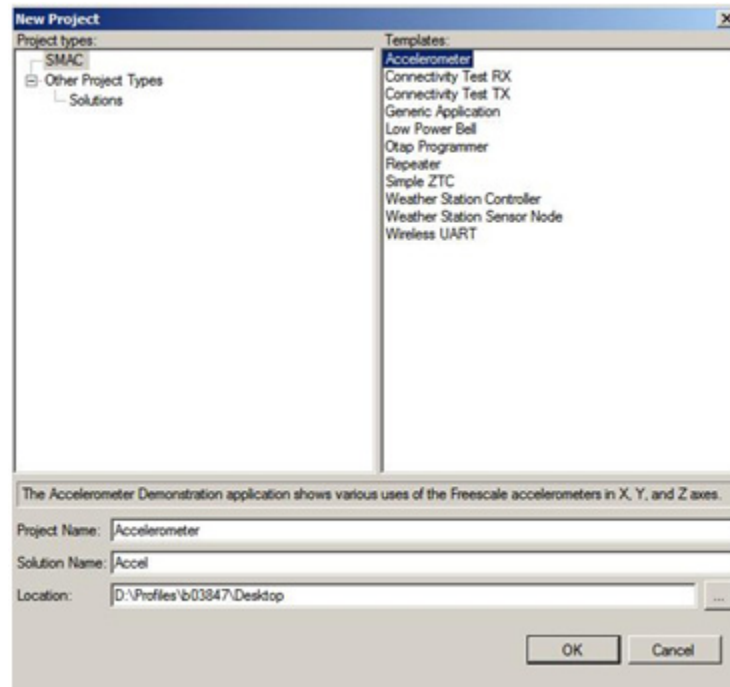 New Project
Project types:
SMAC
Other Project Types
Solutions
Templates:
Accelerometer
Connectivity Test RX
Connectivity Test TX
Generic Application
Low Power Bell
Otap Programmer
Repeater
Simple ZTC
Weather Station Controller
Weather Station Sensor Node
Wireless UART
The Accelerometer Demonstration application shows various uses of the Freescale accelerometers in X, Y, and Z axes.
Project Name: Accelerometer
Solution Name: Accel
Location: D:\Profiles\b03847\Desktop ...
OK Cancel